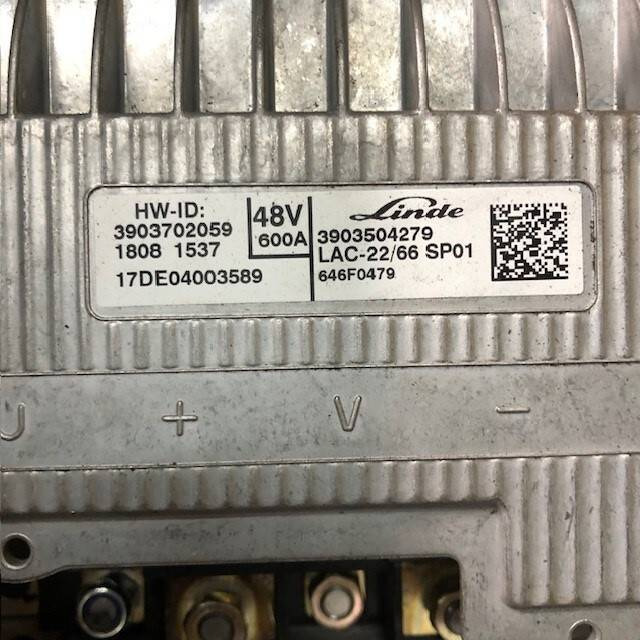 HW-ID:
3903702059
1808 1537
17DE04003589
48V
600A
Linde
3903504279
LAC-22/66 SP01
646F0479
U + V −